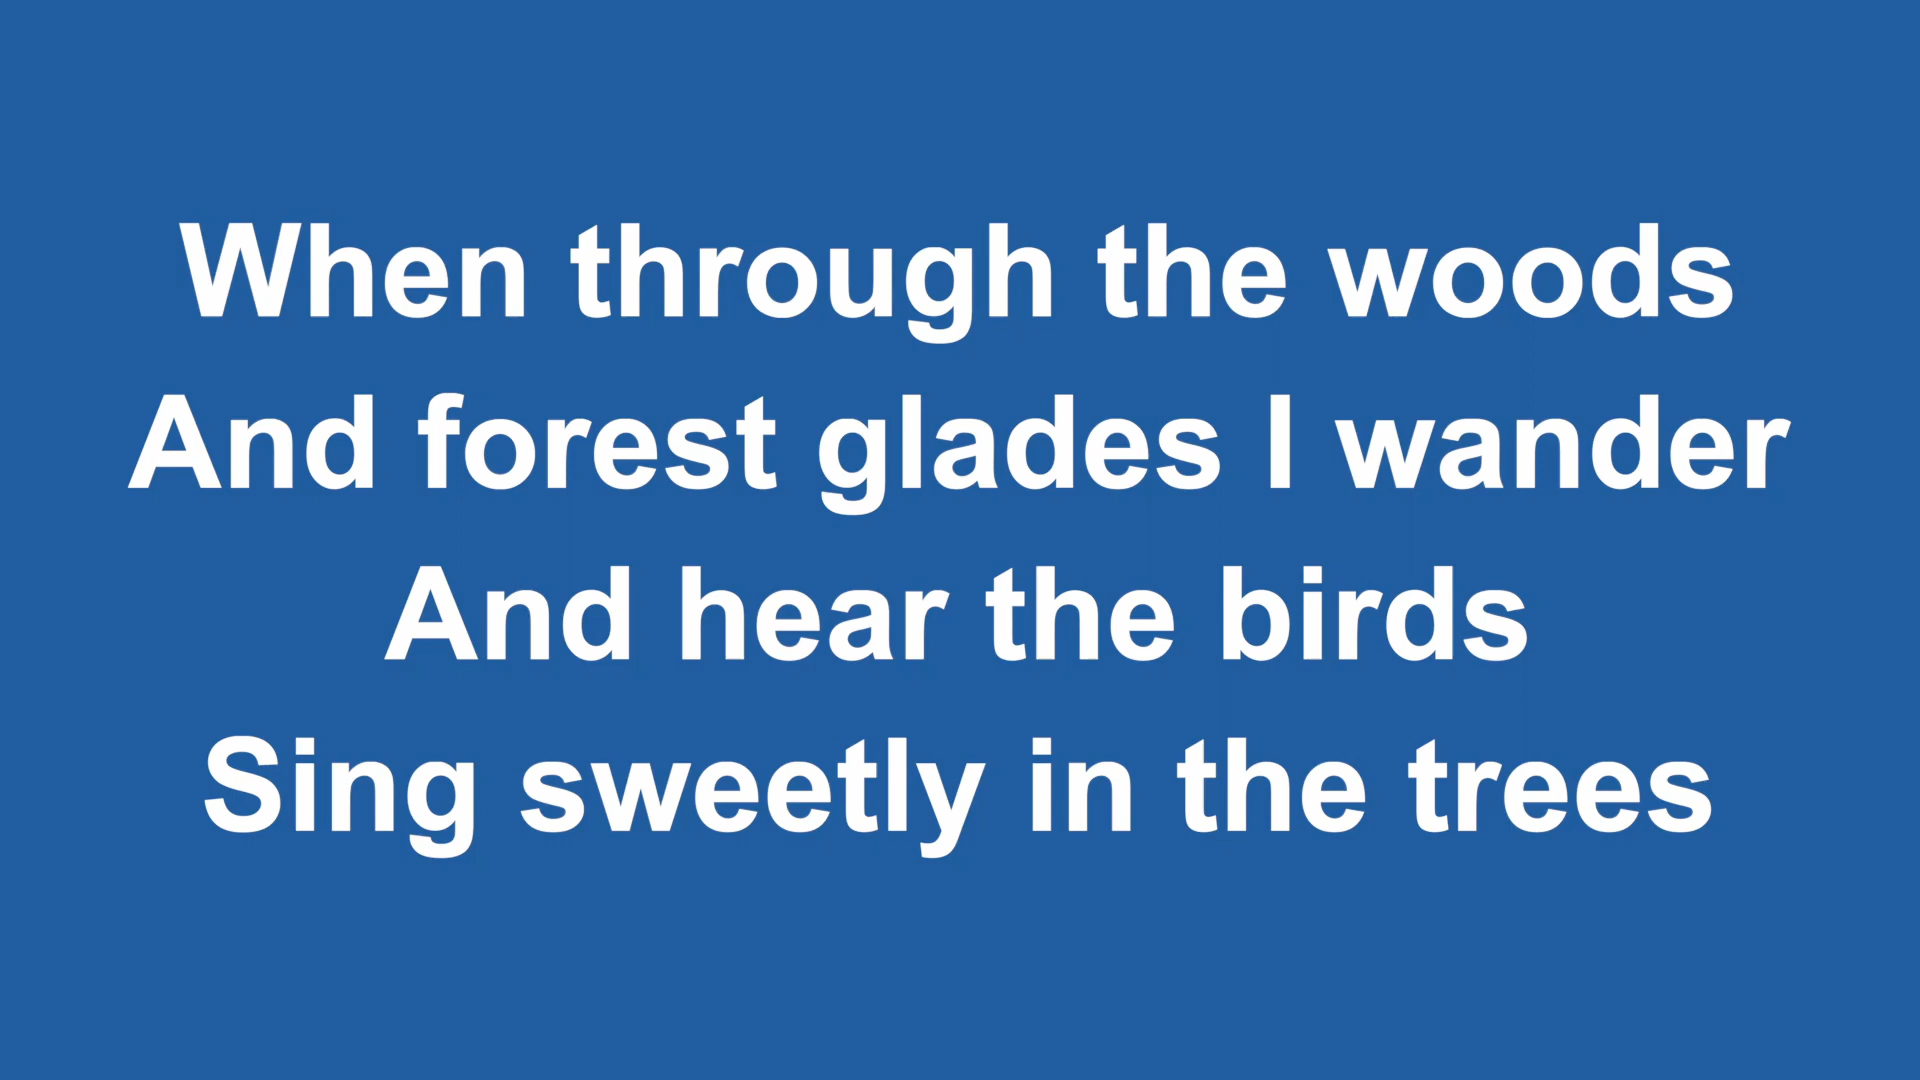 When through the woods
And forest glades I wander
And hear the birds
Sing sweetly in the trees